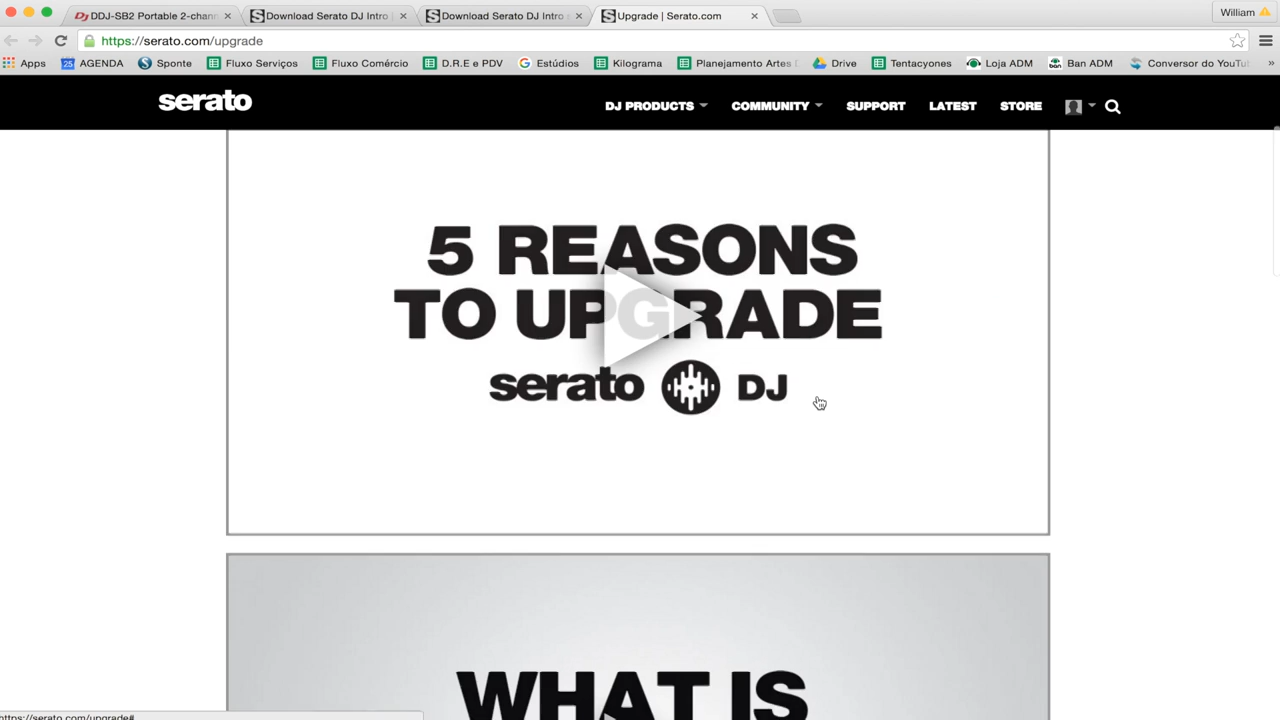 DDJ-SB2 Portable 2-chann
Download Serato DJ Intro
Download Serato DJ Intro
Upgrade | Serato.com
William
https://serato.com/upgrade
Apps
25 AGENDA
Sponte
Fluxo Serviços
Fluxo Comércio
D.R.E e PDV
Estúdios
Kilograma
Planejamento Artes
Drive
Tentacyones
Loja ADM
ban Ban ADM
Conversor do YouTu
»
serato
DJ PRODUCTS
COMMUNITY
SUPPORT
LATEST
STORE
5 REASONS
TO UPGRADE
serato DJ
WHAT IS
https://serato.com/upgrade#